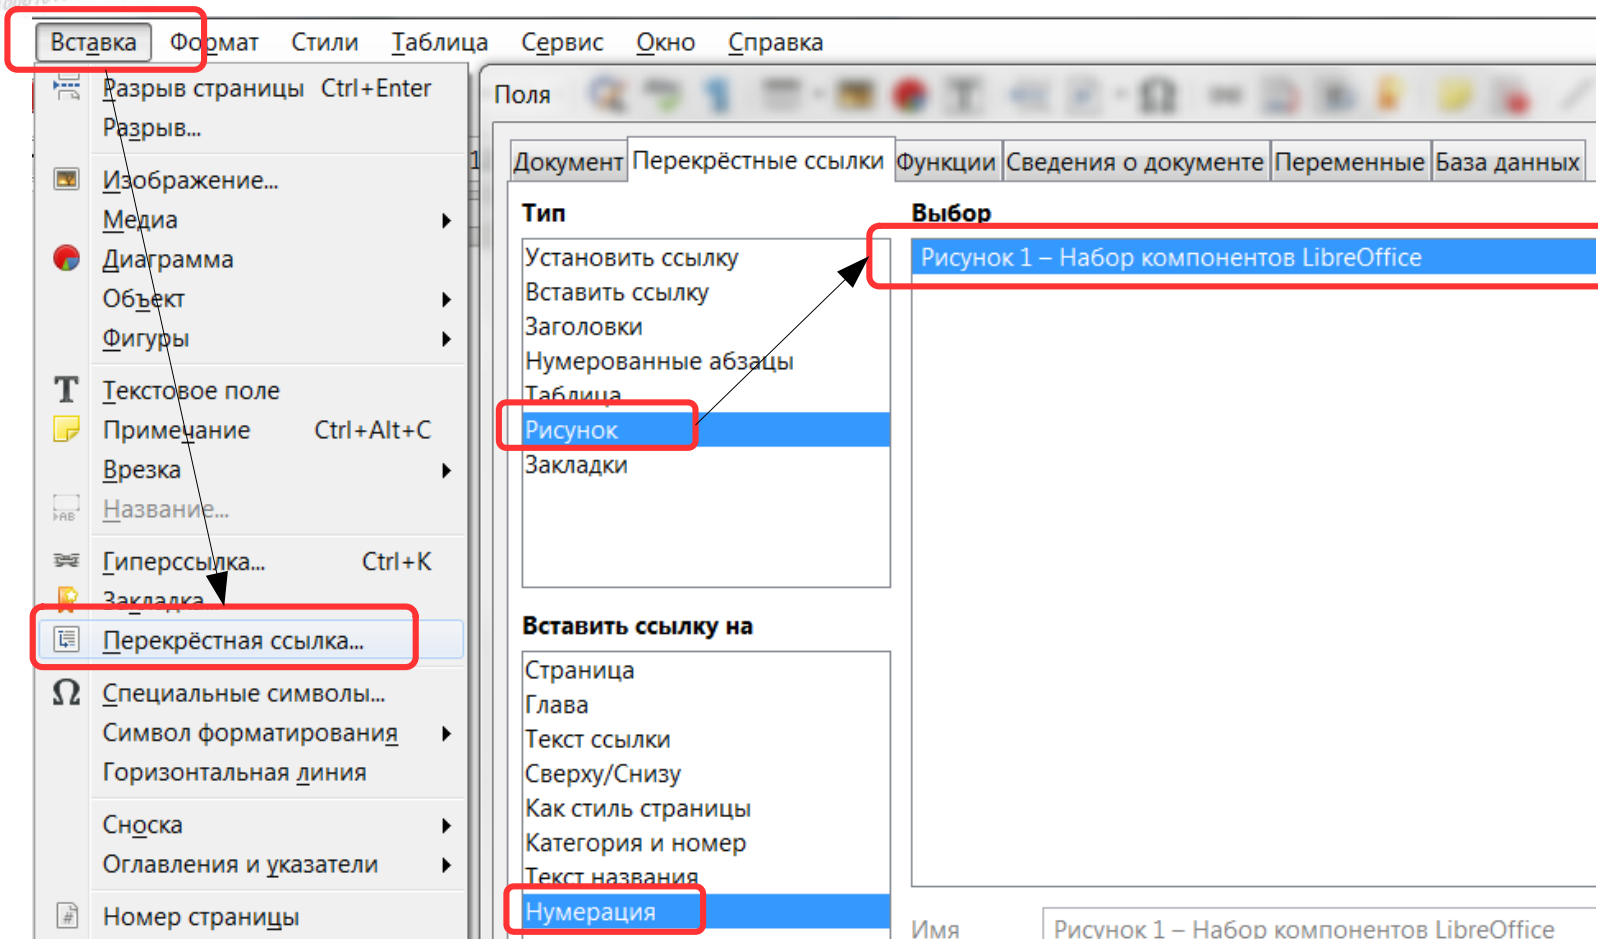 Вставка Формат Стили Таблица Сервис Окно Справка
Разрыв страницы Ctrl+Enter
Разрыв...
Изображение...
Медиа
Диаграмма
Объект
Фигуры
Текстовое поле
Примечание Ctrl+Alt+C
Врезка
Название...
Гиперссылка... Ctrl+K
Закладка...
Перекрёстная ссылка...
Специальные символы...
Символ форматирования
Горизонтальная линия
Сноска
Оглавления и указатели
Номер страницы
Поля
Документ Перекрёстные ссылки Функции Сведения о документе Переменные База данных
Тип
Установить ссылку
Вставить ссылку
Заголовки
Нумерованные абзацы
Таблица
Рисунок
Закладки
Выбор
Рисунок 1 – Набор компонентов LibreOffice
Вставить ссылку на
Страница
Глава
Текст ссылки
Сверху/Снизу
Как стиль страницы
Категория и номер
Текст названия
Нумерация
Имя Рисунок 1 – Набор компонентов LibreOffice